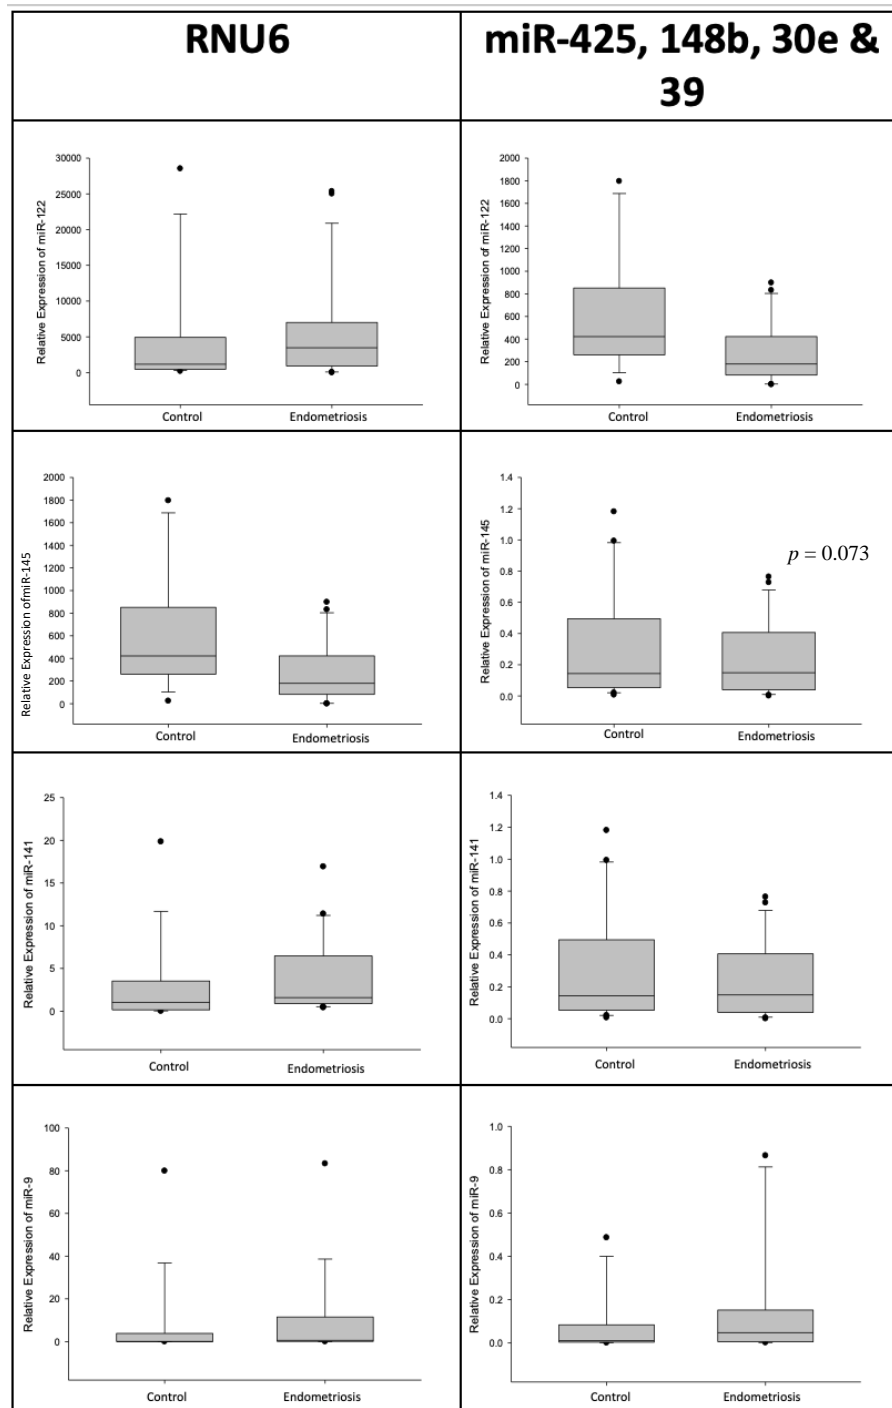 RNU6
miR-425, 148b, 30e &
39
Relative Expression of miR-122
30000
25000
20000
15000
10000
5000
0
Control
Endometriosis
Relative Expression of miR-122
2000
1800
1600
1400
1200
1000
800
600
400
200
0
Control
Endometriosis
Relative Expression ofmiR-145
2000
1800
1600
1400
1200
1000
800
600
400
200
0
Control
Endometriosis
Relative Expression of miR-145
1.4
1.2
1.0
0.8
0.6
0.4
0.2
0.0
p = 0.073
Control
Endometriosis
Relative Expression of miR-141
25
20
15
10
5
0
Control
Endometriosis
Relative Expression of miR-141
1.4
1.2
1.0
0.8
0.6
0.4
0.2
0.0
Control
Endometriosis
Relative Expression of miR-9
100
80
60
40
20
0
Control
Endometriosis
Relative Expression of miR-9
1.0
0.8
0.6
0.4
0.2
0.0
Control
Endometriosis